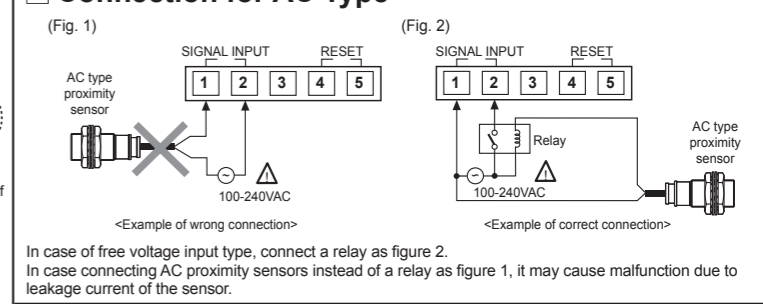 Connection for AC Type
(Fig. 1)
(Fig. 2)
SIGNAL INPUT RESET
1 2 3 4 5
AC type
proximity
sensor
100-240VAC
<Example of wrong connection>
SIGNAL INPUT RESET
1 2 3 4 5
Relay
AC type
proximity
sensor
100-240VAC
<Example of correct connection>
In case of free voltage input type, connect a relay as figure 2.
In case connecting AC proximity sensors instead of a relay as figure 1, it may cause malfunction due to
leakage current of the sensor.